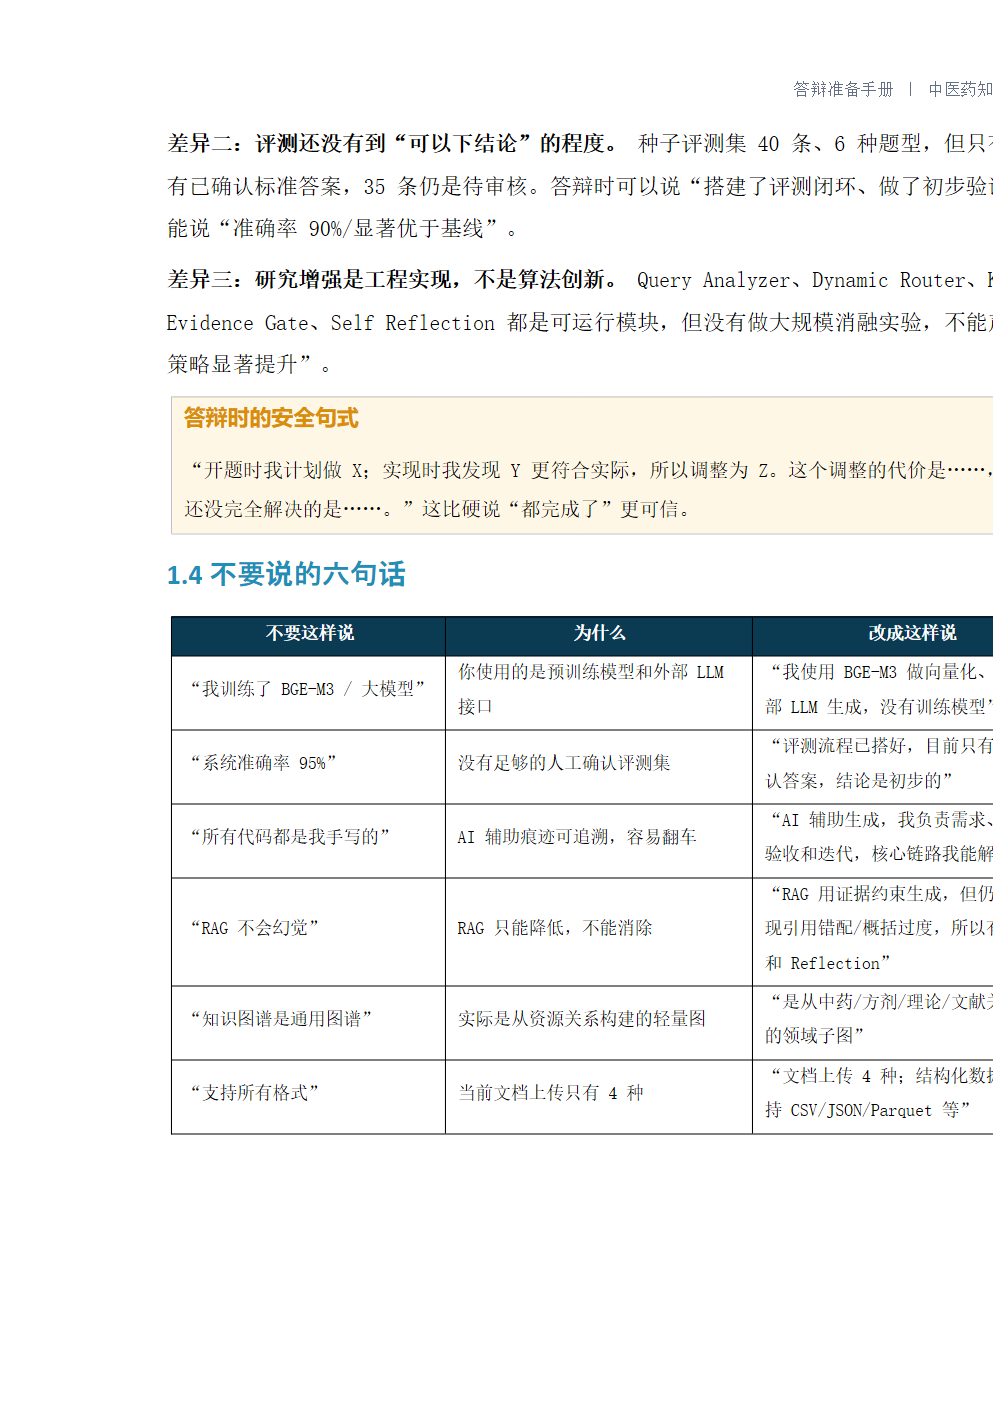 答辩准备手册 | 中医药知
差异二：评测还没有到“可以下结论”的程度。 种子评测集 40 条、6 种题型，但只
有已确认标准答案，35 条仍是待审核。答辩时可以说“搭建了评测闭环、做了初步验
能说“准确率 90%/显著优于基线”。
差异三：研究增强是工程实现，不是算法创新。 Query Analyzer、Dynamic Router、
Evidence Gate、Self Reflection 都是可运行模块，但没有做大规模消融实验，不能
策略显著提升”。
答辩时的安全句式
“开题时我计划做 X；实现时我发现 Y 更符合实际，所以调整为 Z。这个调整的代价是……，
还没完全解决的是……。”这比硬说“都完成了”更可信。
1.4 不要说的六句话
不要这样说 为什么 改成这样说
“我训练了 BGE-M3 / 大模型” 你使用的是预训练模型和外部 LLM 接口 “我使用 BGE-M3 做向量化、
部 LLM 生成，没有训练模型”
“系统准确率 95%” 没有足够的人工确认评测集 “评测流程已搭好，目前只有
认答案，结论是初步的”
“所有代码都是我手写的” AI 辅助痕迹可追溯，容易翻车 “AI 辅助生成，我负责需求、
验收和迭代，核心链路我能解
“RAG 不会幻觉” RAG 只能降低，不能消除 “RAG 用证据约束生成，但仍
现引用错配/概括过度，所以有
和 Reflection”
“知识图谱是通用图谱” 实际是从资源关系构建的轻量图 “是从中药/方剂/理论/文献关
的领域子图”
“支持所有格式” 当前文档上传只有 4 种 “文档上传 4 种；结构化数据
持 CSV/JSON/Parquet 等”